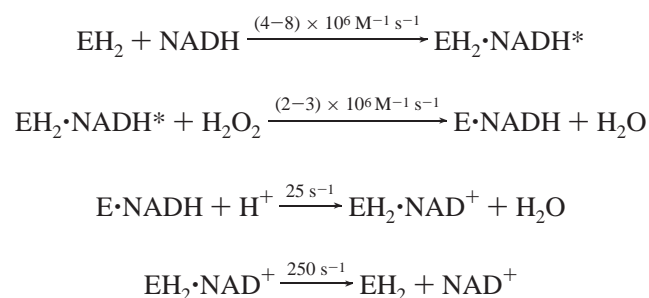 EH₂ + NADH —(4–8) × 10⁶ M⁻¹ s⁻¹→ EH₂•NADH*
EH₂•NADH* + H₂O₂ —(2–3) × 10⁶ M⁻¹ s⁻¹→ E•NADH + H₂O
E•NADH + H⁺ —25 s⁻¹→ EH₂•NAD⁺ + H₂O
EH₂•NAD⁺ —250 s⁻¹→ EH₂ + NAD⁺